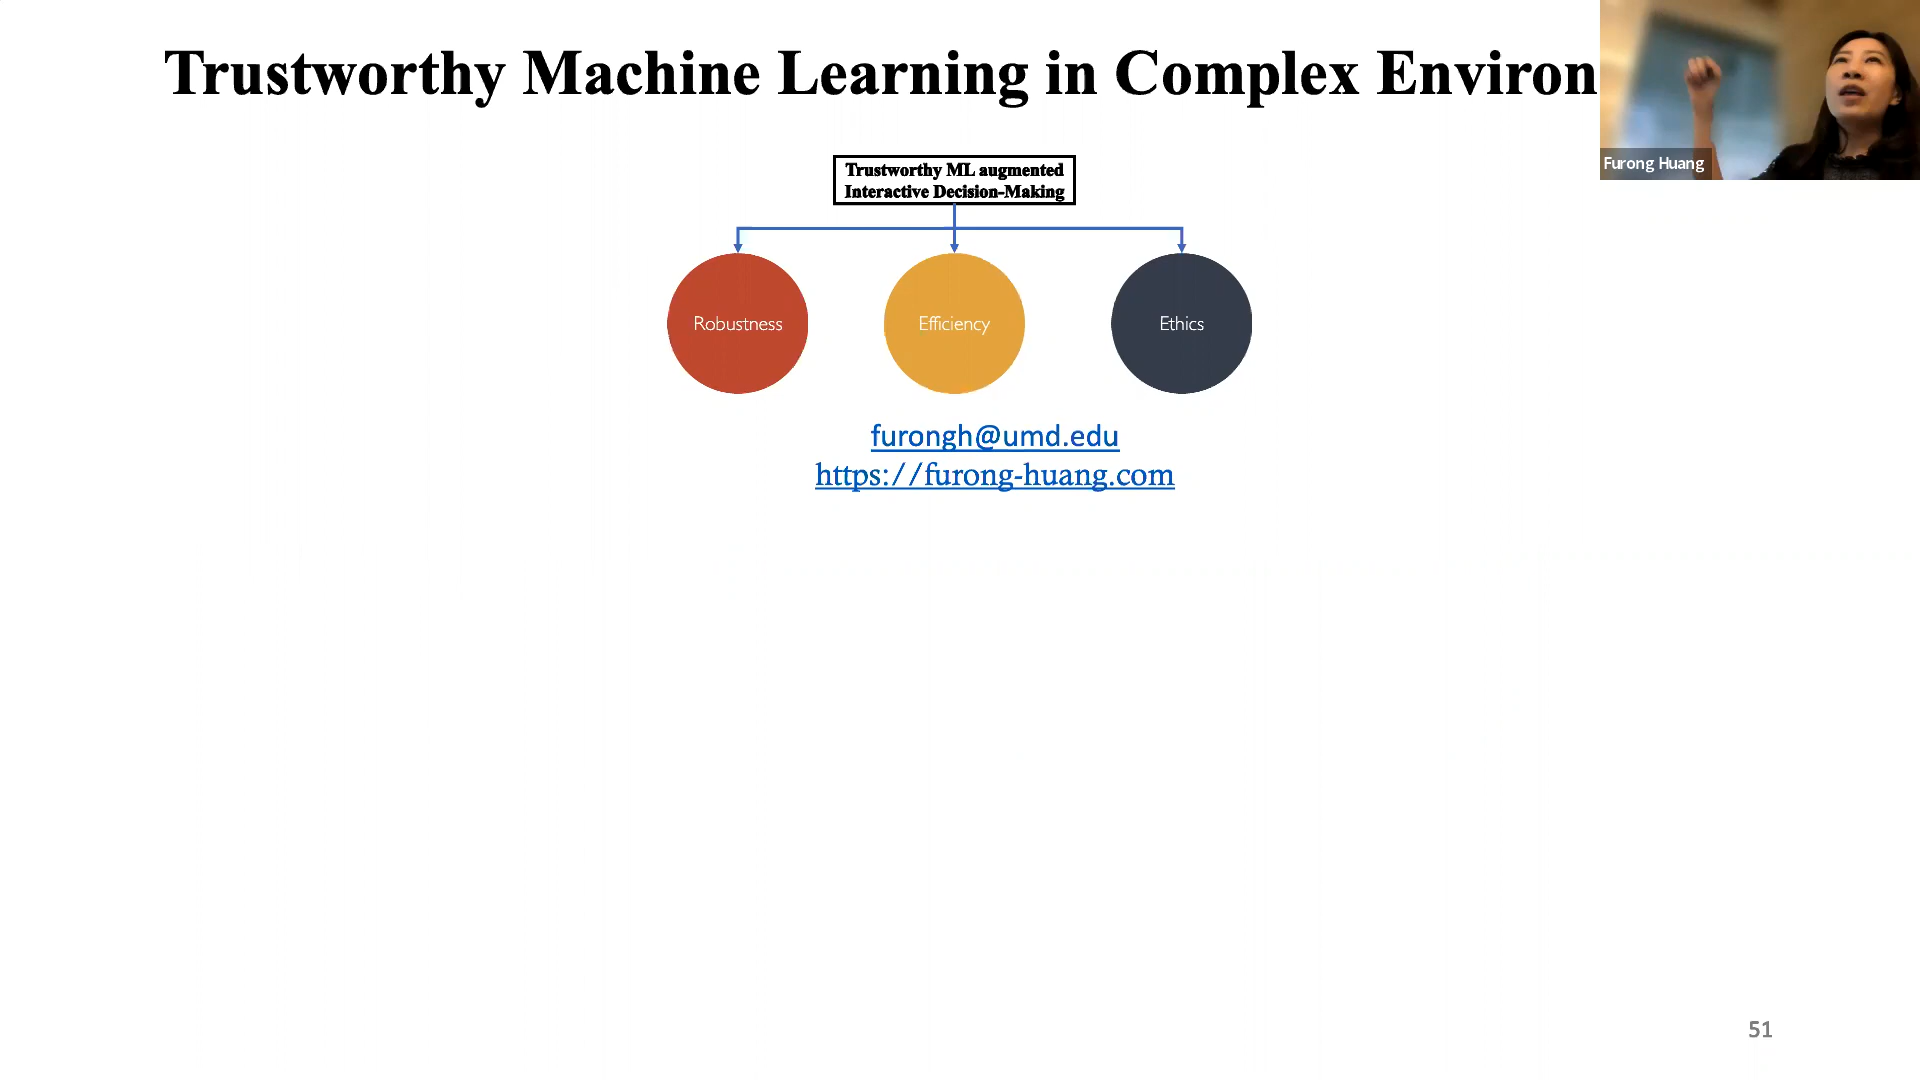 Trustworthy Machine Learning in Complex Environ
Furong Huang
Trustworthy ML augmented
Interactive Decision-Making
Robustness
Efficiency
Ethics
furongh@umd.edu
https://furong-huang.com
51